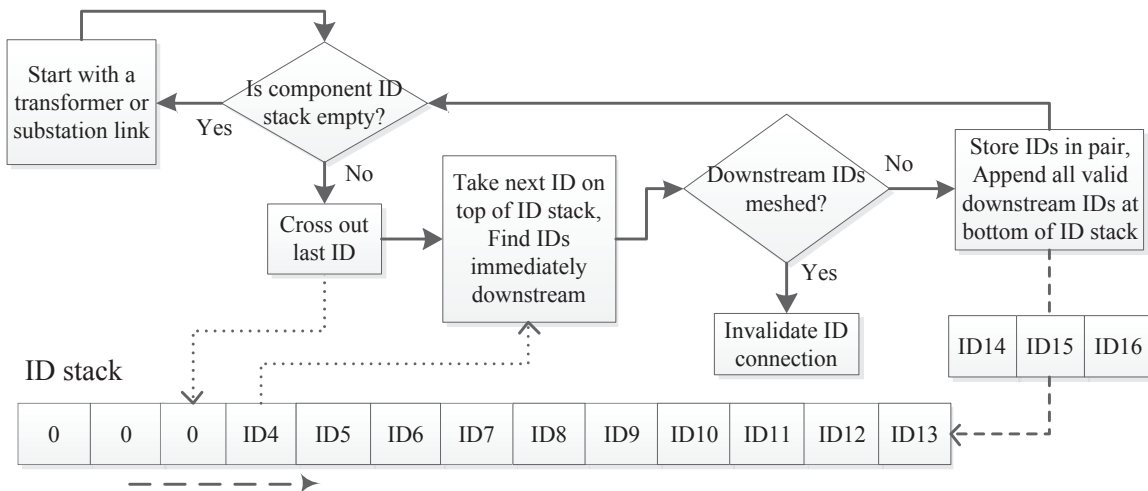 Start with a
transformer or
substation link
Is component ID
stack empty?
Yes
No
Cross out
last ID
Take next ID on
top of ID stack,
Find IDs
immediately
downstream
Downstream IDs
meshed?
No
Yes
Invalidate ID
connection
Store IDs in pair,
Append all valid
downstream IDs at
bottom of ID stack
ID14 ID15 ID16
ID stack
0 0 0 ID4 ID5 ID6 ID7 ID8 ID9 ID10 ID11 ID12 ID13